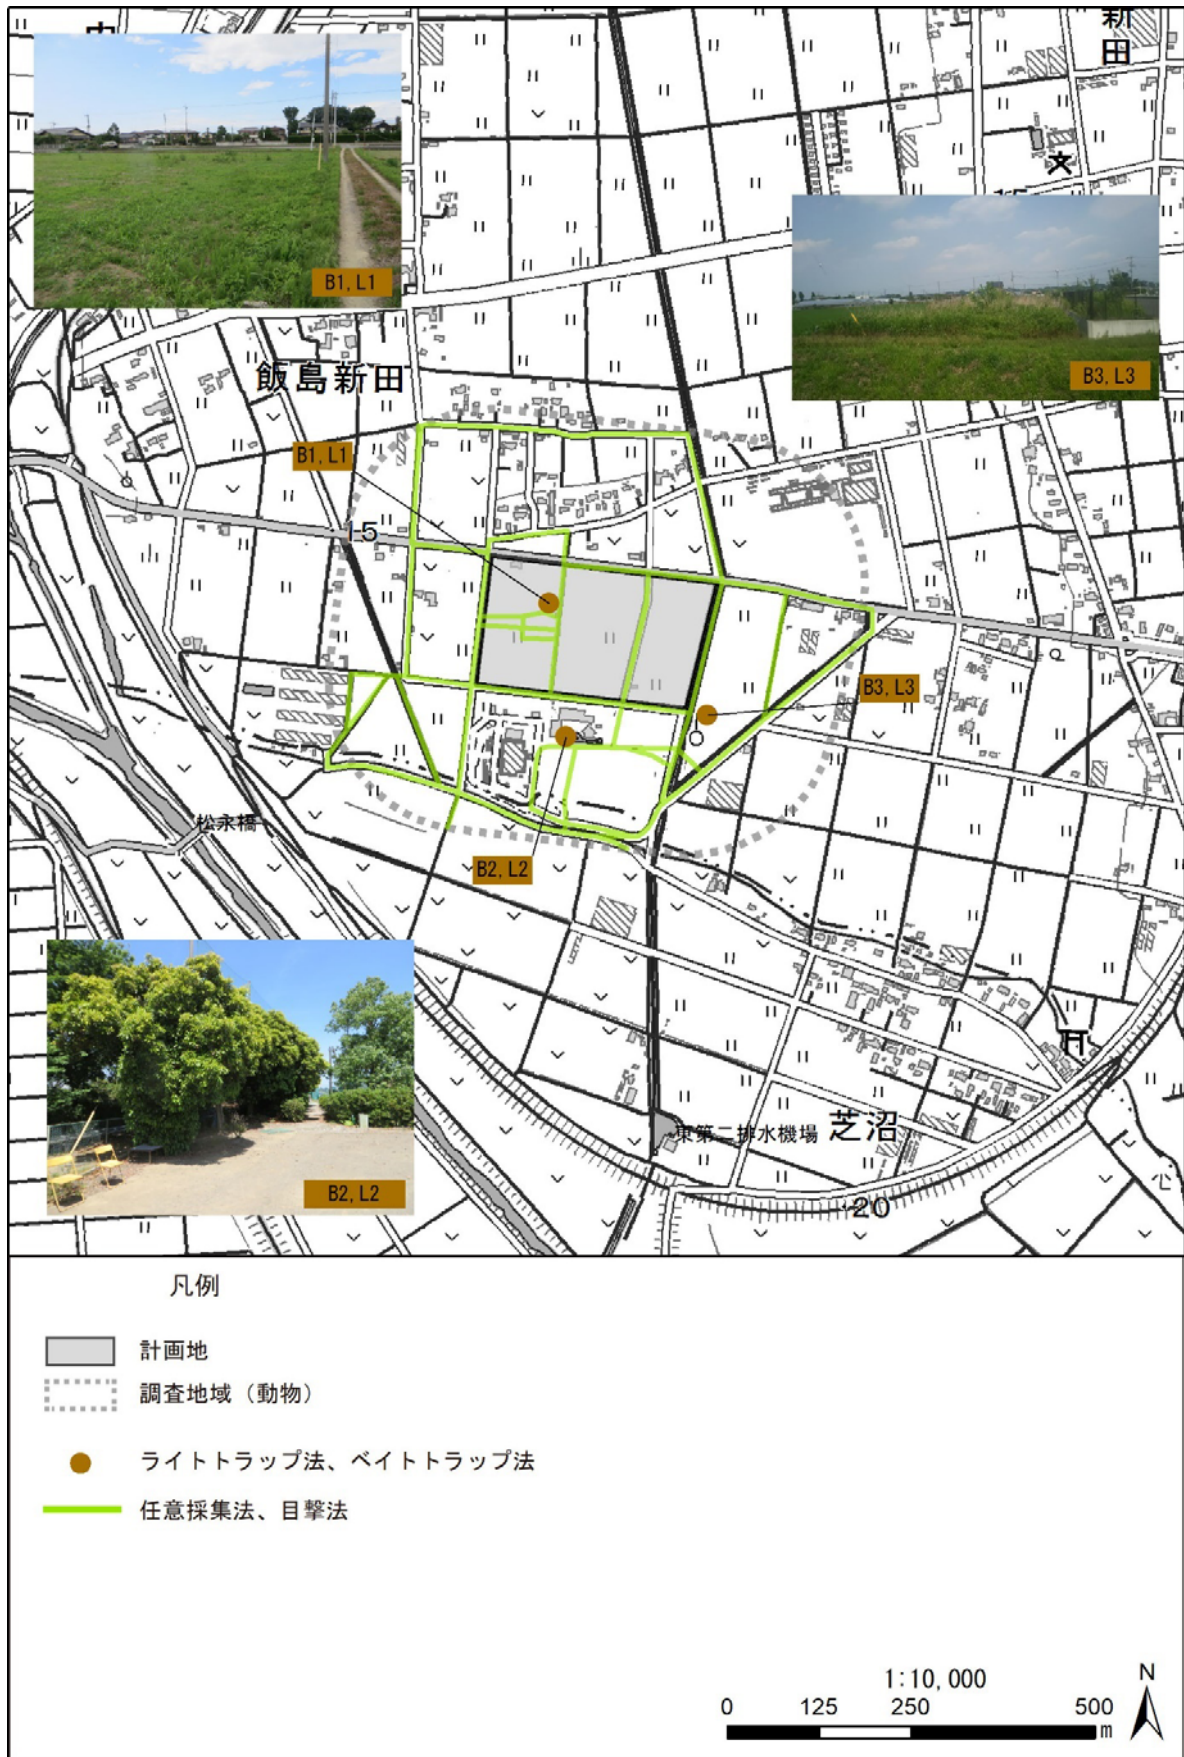 新
田
B1, L1
B3, L3
飯島新田
B1, L1
15
B3, L3
松永橋
B2, L2
東第二排水機場 芝沼
B2, L2
20
凡例
計画地
調査地域（動物）
ライトトラップ法、ベイトトラップ法
任意採集法、目撃法
1:10,000
N
0 125 250 500
m